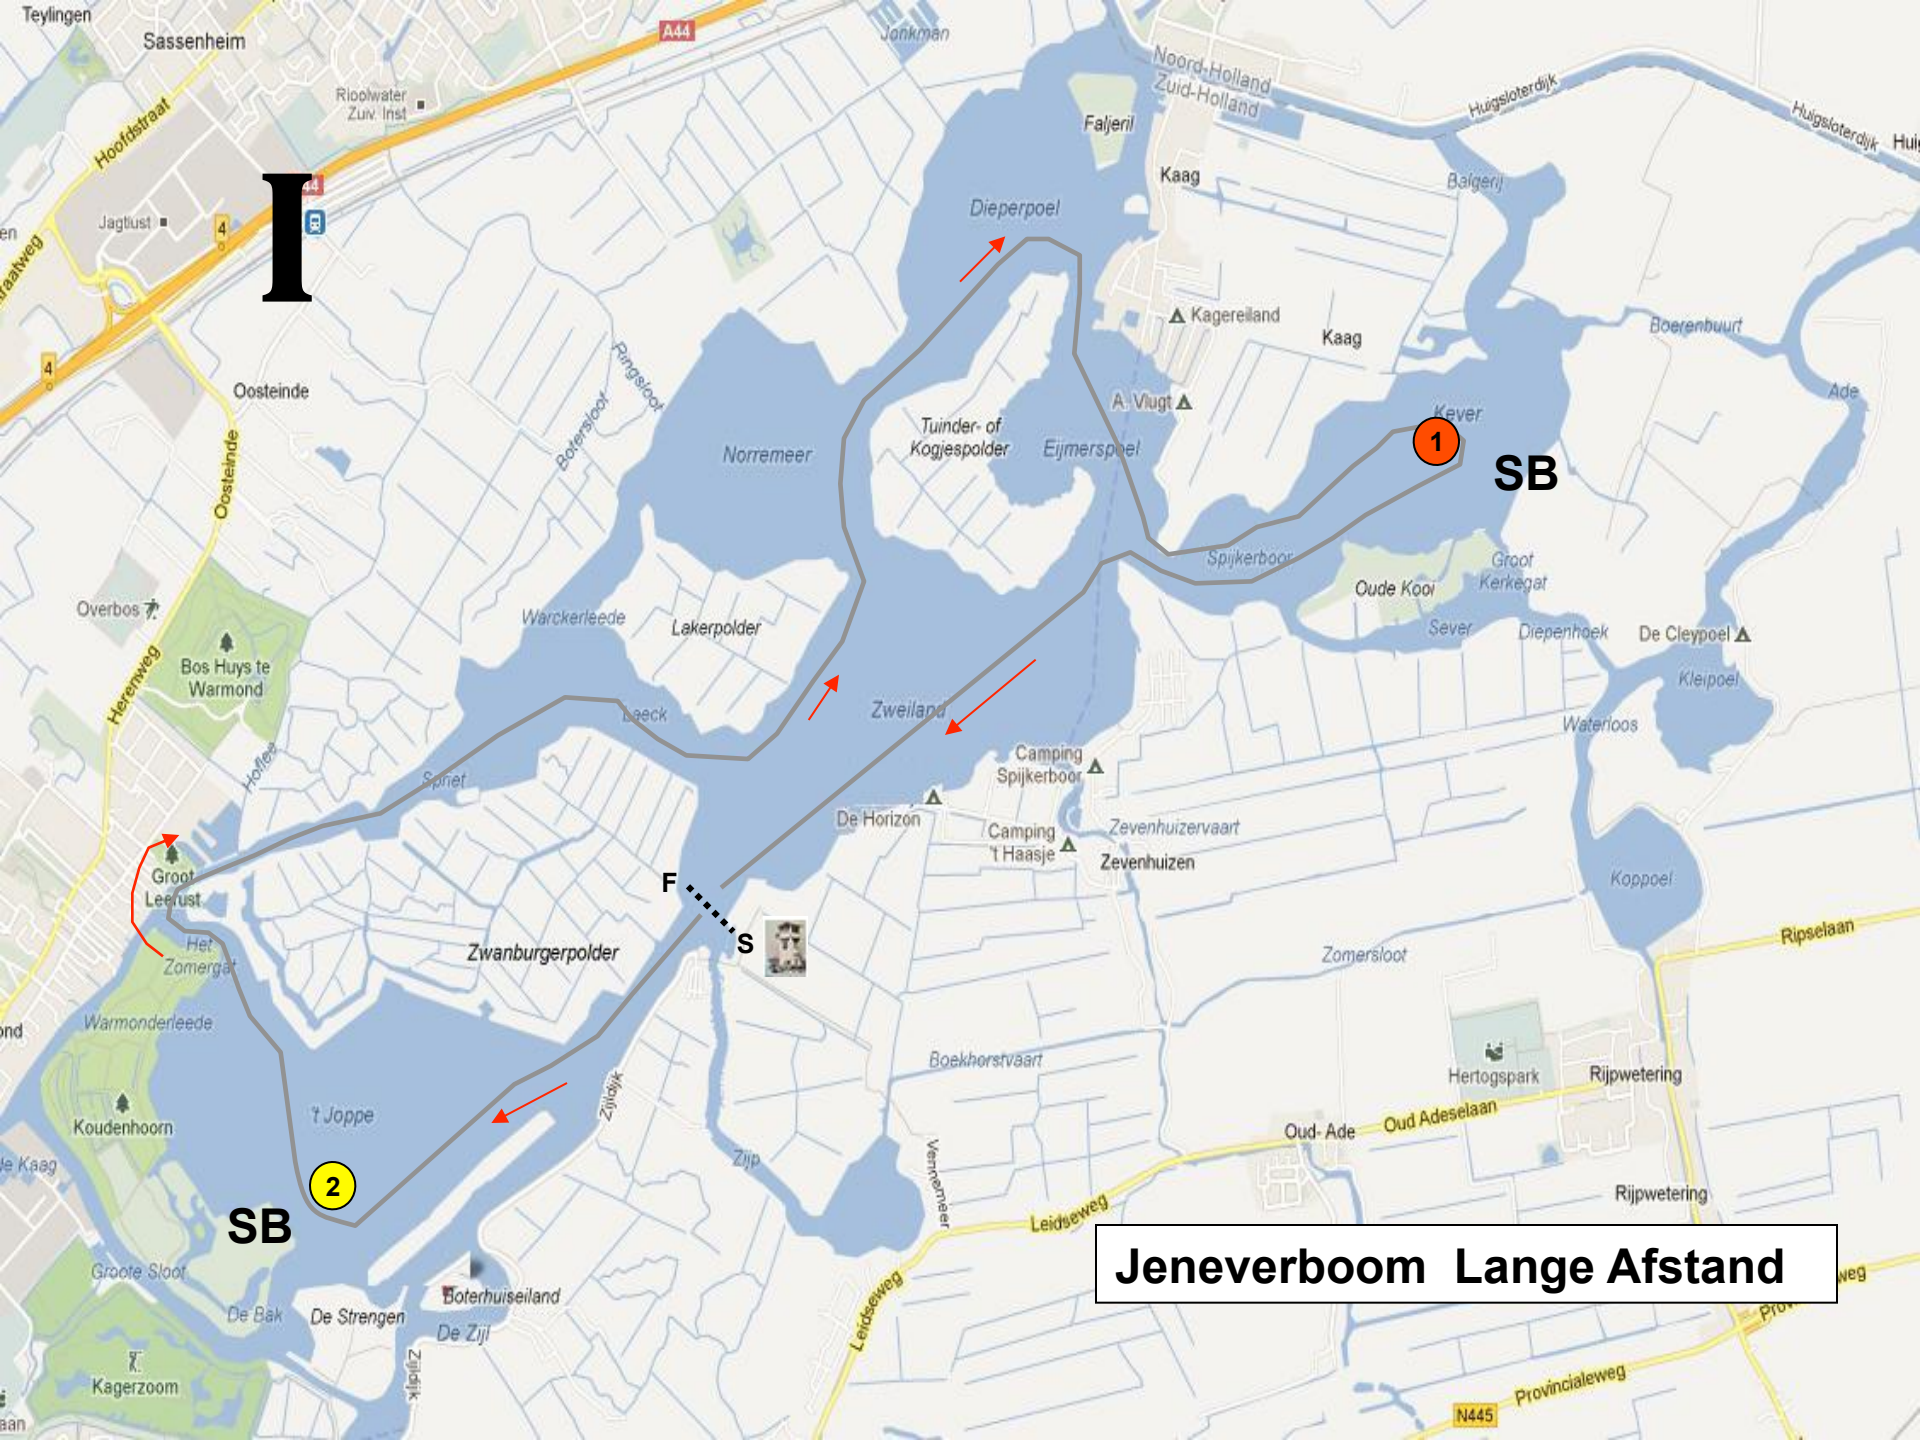 Teylingen
Sassenheim
A44
Jonkman
Noord-Holland
Zuid-Holland
Huigsloterdijk
Huigsloterdijk
Rioolwater
Zuiv. Inst
Hoofdstraat
Faljeril
Kaag
Balgerij
44
I
Jagtlust
4
Dieperpoel
Kagereiland
Kaag
Boerenbuurt
4
Oosteinde
Ringsloot
Botersloot
A. Vlugt
Ade
Kever
1
SB
Tuinder- of
Kogjespolder
Eijmerspoel
Norremeer
Oosteinde
Spijkerboor
Groot
Kerkegat
Oude Kooi
Overbos
Warckerleede
Lakerpolder
Sever
Diepenhoek
De Cleypoel
Bos Huys te
Warmond
Herenweg
Kleipoel
Laeck
Zweiland
Waterloos
Hoflee
Spriet
Camping
Spijkerboor
De Horizon
Camping
't Haasje
Zevenhuizervaart
Zevenhuizen
Groot
Leerust
F
Koppoel
Het
Zomergat
Zwanburgerpolder
S
Ripselaan
Zomersloot
Warmonderleede
Boekhorstvaart
Hertogspark
Rijpwetering
Zijldijk
't Joppe
Koudenhoorn
Oud- Ade
Oud Adeselaan
Zijp
Vennemeer
2
SB
Rijpwetering
Leidseweg
Jeneverboom Lange Afstand
Groote Sloot
Boterhuiseiland
De Bak
De Strengen
De Zijl
Leidseweg
Zijldijk
Kagerzoom
Provincialeweg
N445